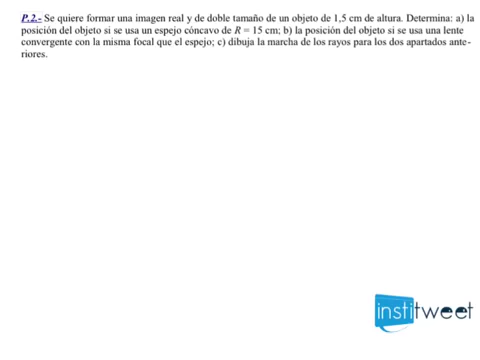 P.2.- Se quiere formar una imagen real y de doble tamaño de un objeto de 1,5 cm de altura. Determina: a) la
posición del objeto si se usa un espejo cóncavo de R = 15 cm; b) la posición del objeto si se usa una lente
convergente con la misma focal que el espejo; c) dibuja la marcha de los rayos para los dos apartados ante-
riores.
institweet